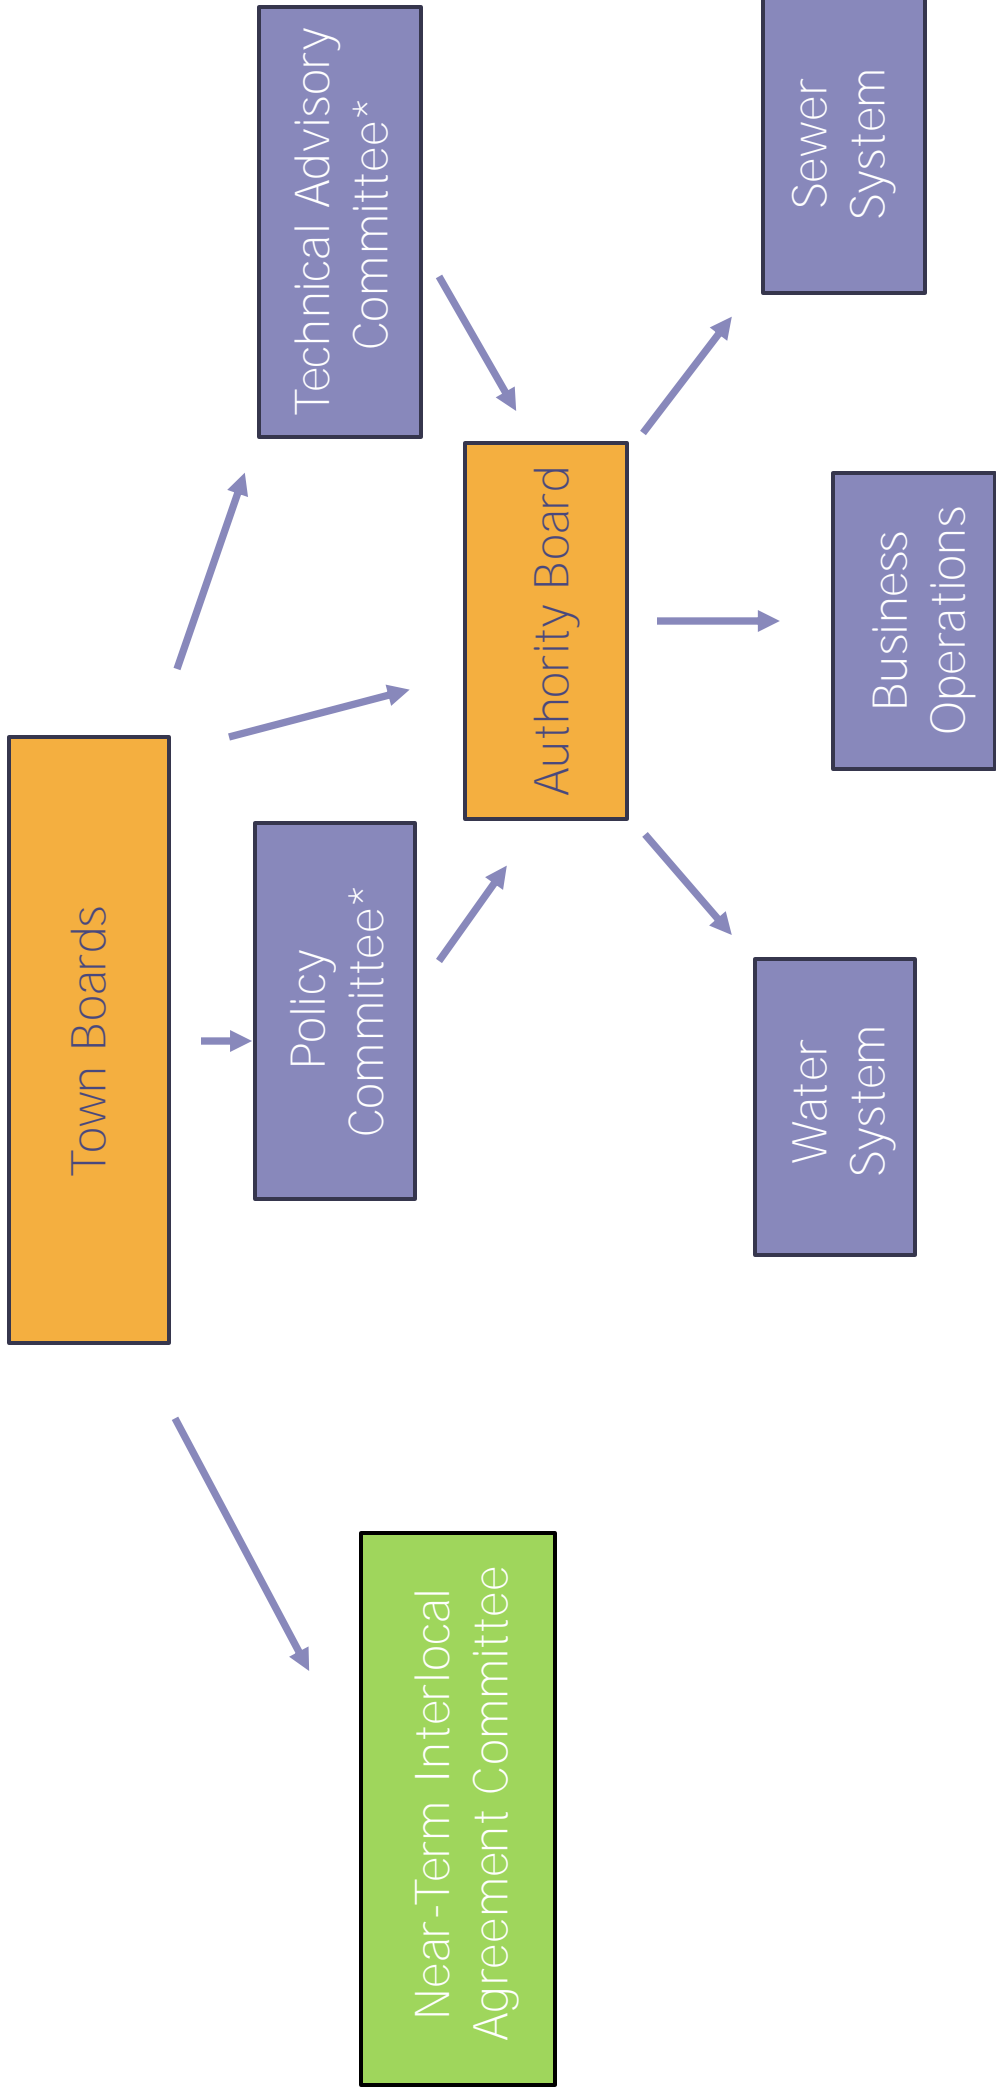 Town Boards
Near-Term Interlocal
Agreement Committee
Policy
Committee*
Technical Advisory
Committee*
Authority Board
Water
System
Business
Operations
Sewer
System